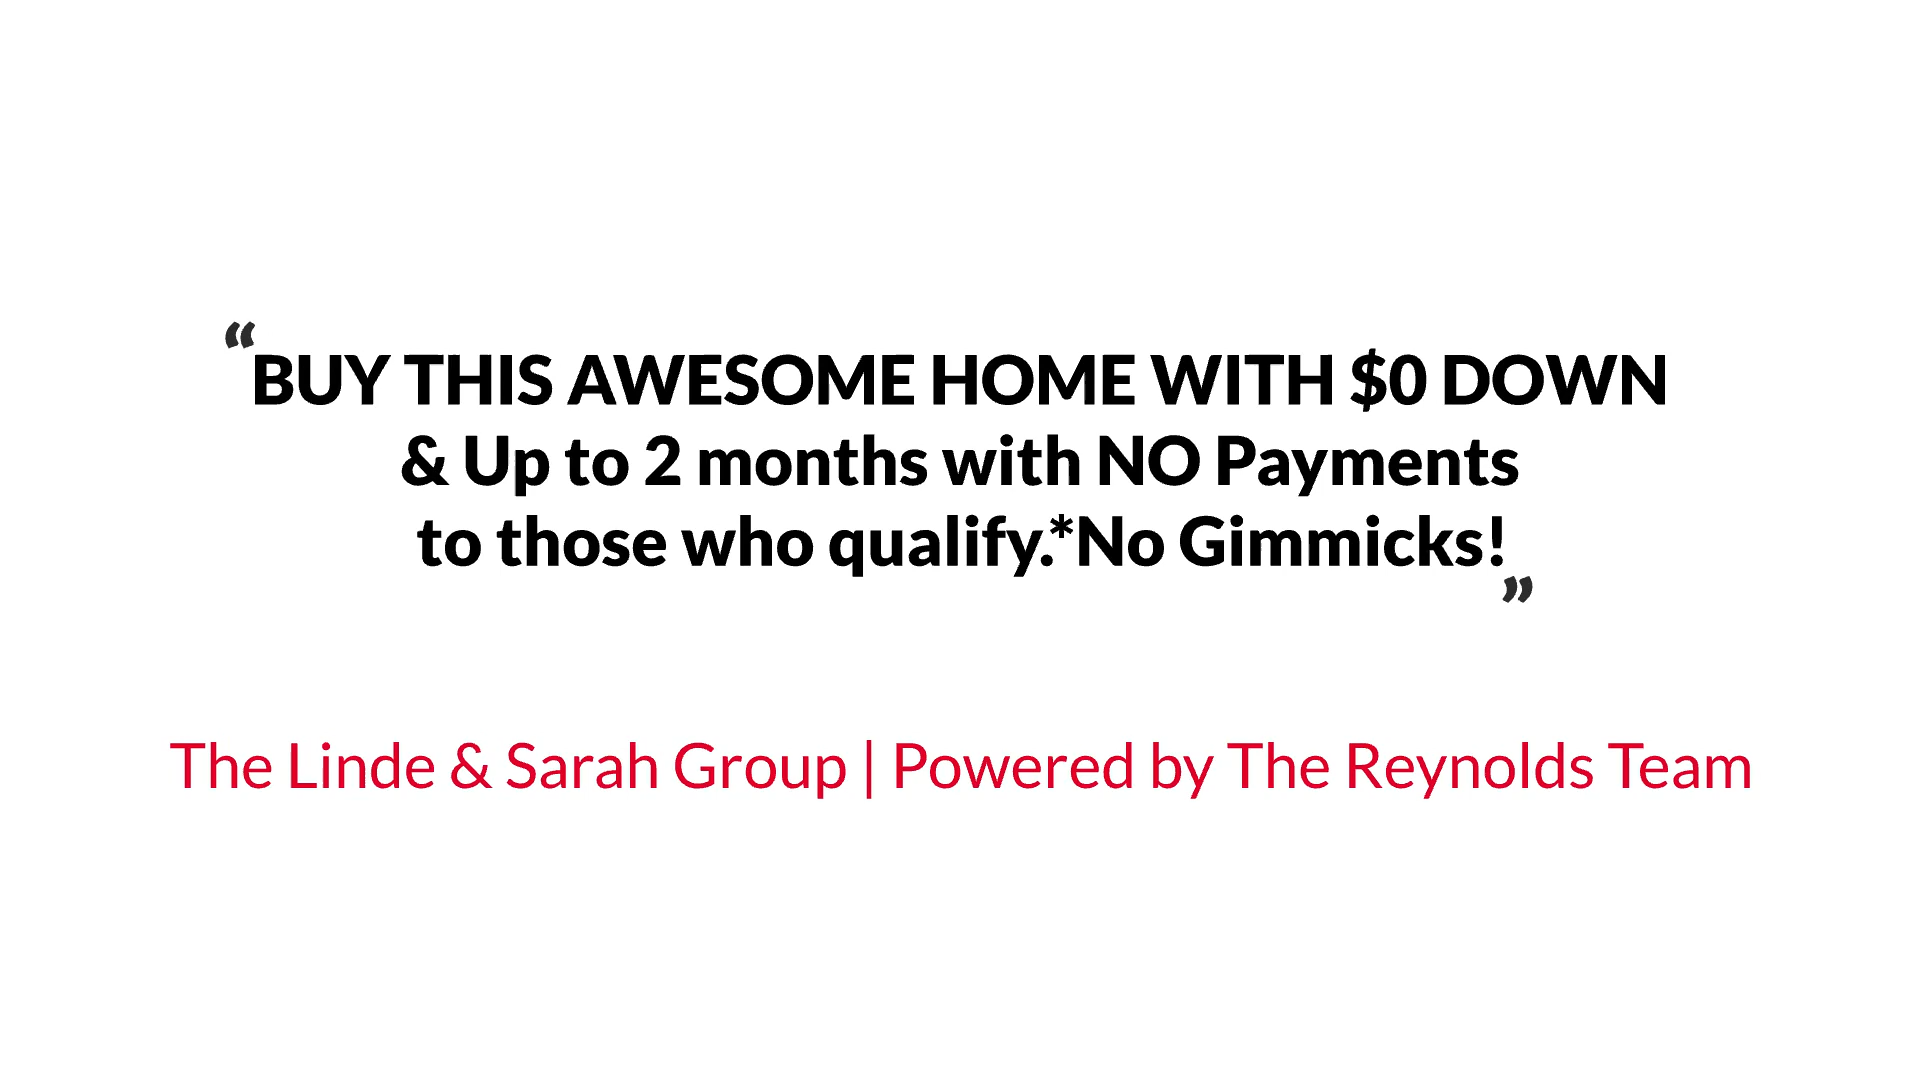 “BUY THIS AWESOME HOME WITH $0 DOWN
& Up to 2 months with NO Payments
to those who qualify.*No Gimmicks!”
The Linde & Sarah Group | Powered by The Reynolds Team